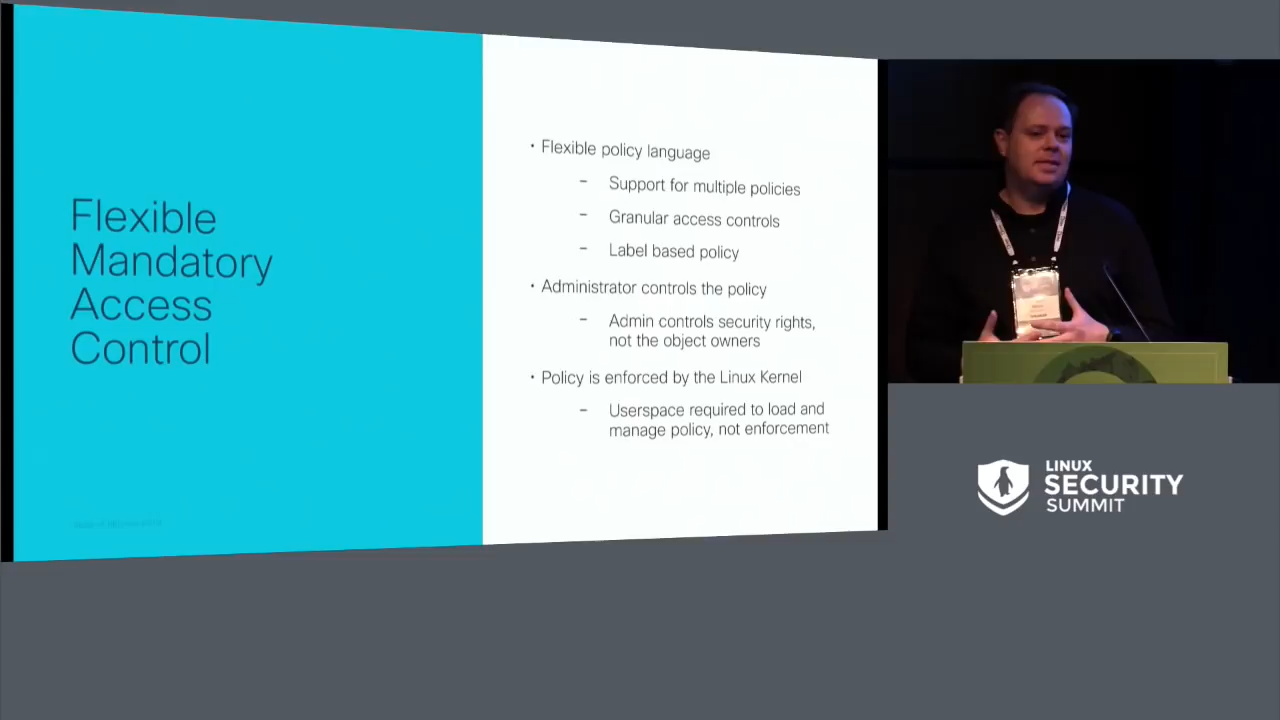 Flexible
Mandatory
Access
Control
• Flexible policy language
– Support for multiple policies
– Granular access controls
– Label based policy
• Administrator controls the policy
– Admin controls security rights,
not the object owners
• Policy is enforced by the Linux Kernel
– Userspace required to load and
manage policy, not enforcement
LINUX
SECURITY
SUMMIT